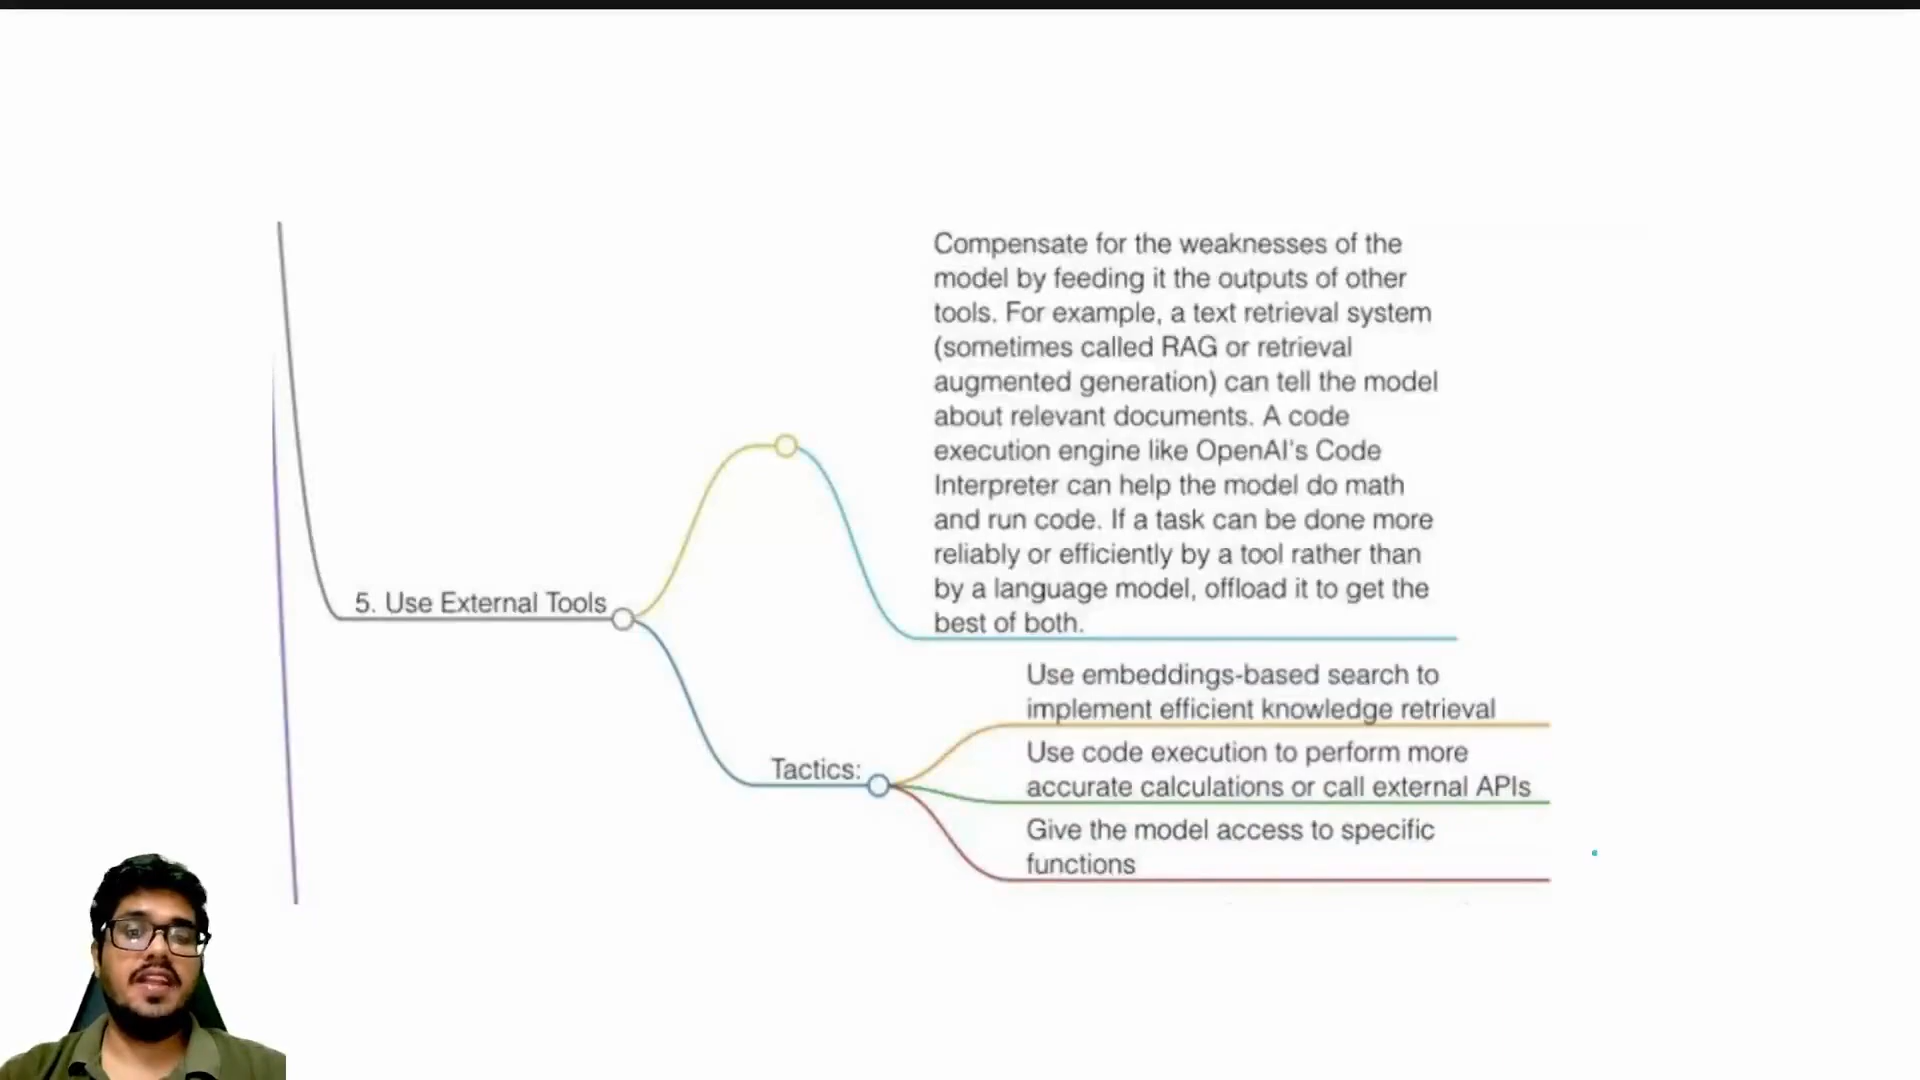 Compensate for the weaknesses of the
model by feeding it the outputs of other
tools. For example, a text retrieval system
(sometimes called RAG or retrieval
augmented generation) can tell the model
about relevant documents. A code
execution engine like OpenAI's Code
Interpreter can help the model do math
and run code. If a task can be done more
reliably or efficiently by a tool rather than
by a language model, offload it to get the
best of both.
5. Use External Tools
Tactics:
Use embeddings-based search to
implement efficient knowledge retrieval
Use code execution to perform more
accurate calculations or call external APIs
Give the model access to specific
functions